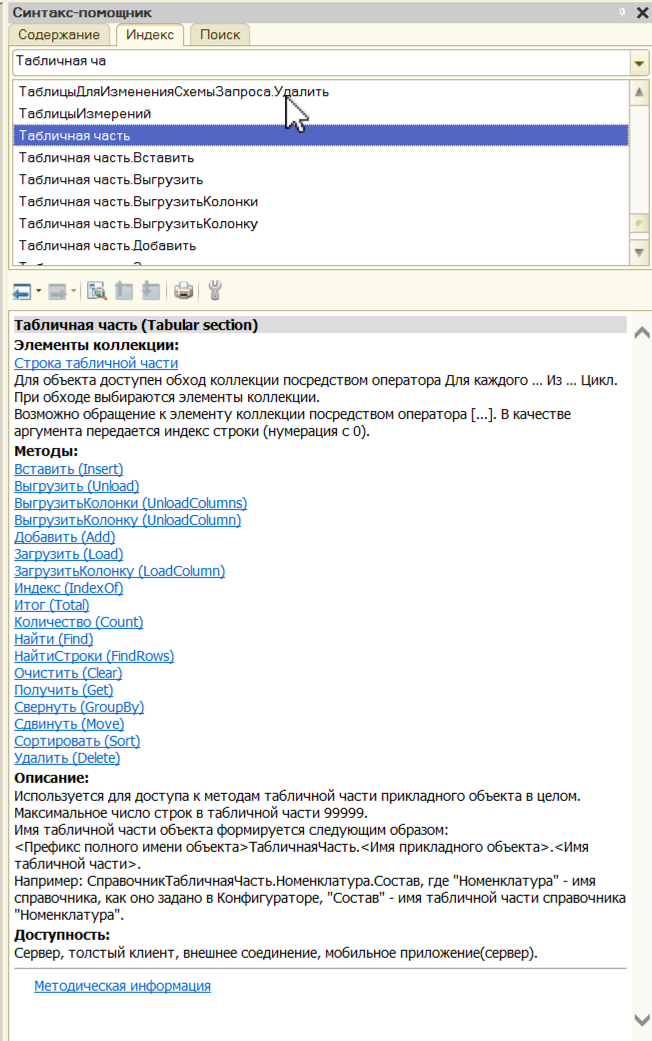 Синтакс-помощник
Содержание
Индекс
Поиск
Табличная ча
ТаблицыДляИзмененияСхемыЗапроса.Удалить
ТаблицыИзмерений
Табличная часть
Табличная часть.Вставить
Табличная часть.Выгрузить
Табличная часть.ВыгрузитьКолонки
Табличная часть.ВыгрузитьКолонку
Табличная часть.Добавить
Табличная часть (Tabular section)
Элементы коллекции:
Строка табличной части
Для объекта доступен обход коллекции посредством оператора Для каждого ... Из ... Цикл.
При обходе выбираются элементы коллекции.
Возможно обращение к элементу коллекции посредством оператора [...]. В качестве
аргумента передается индекс строки (нумерация с 0).
Методы:
Вставить (Insert)
Выгрузить (Unload)
ВыгрузитьКолонки (UnloadColumns)
ВыгрузитьКолонку (UnloadColumn)
Добавить (Add)
Загрузить (Load)
ЗагрузитьКолонку (LoadColumn)
Индекс (IndexOf)
Итог (Total)
Количество (Count)
Найти (Find)
НайтиСтроки (FindRows)
Очистить (Clear)
Получить (Get)
Свернуть (GroupBy)
Сдвинуть (Move)
Сортировать (Sort)
Удалить (Delete)
Описание:
Используется для доступа к методам табличной части прикладного объекта в целом.
Максимальное число строк в табличной части 99999.
Имя табличной части объекта формируется следующим образом:
<Префикс полного имени объекта>ТабличнаяЧасть.<Имя прикладного объекта>.<Имя
табличной части>.
Например: СправочникТабличнаяЧасть.Номенклатура.Состав, где "Номенклатура" - имя
справочника, как оно задано в Конфигураторе, "Состав" - имя табличной части справочника
"Номенклатура".
Доступность:
Сервер, толстый клиент, внешнее соединение, мобильное приложение(сервер).
Методическая информация